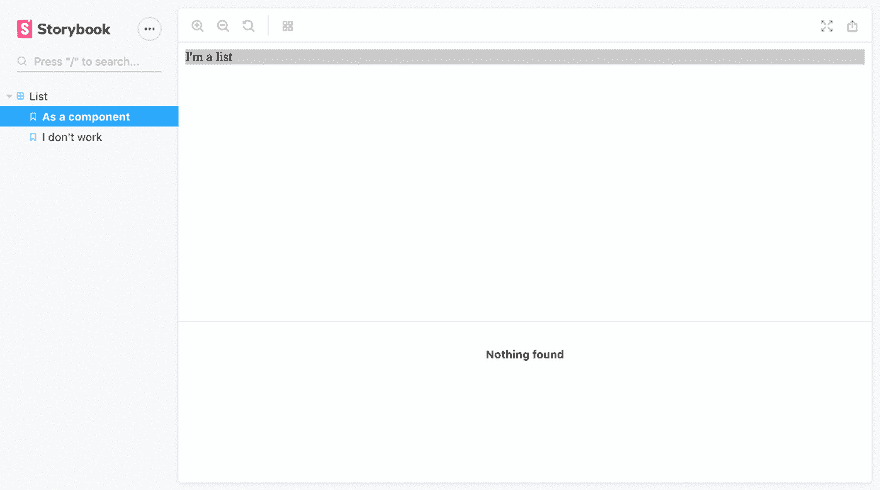 Storybook
Press "/" to search...
List
As a component
I don't work
I'm a list
Nothing found